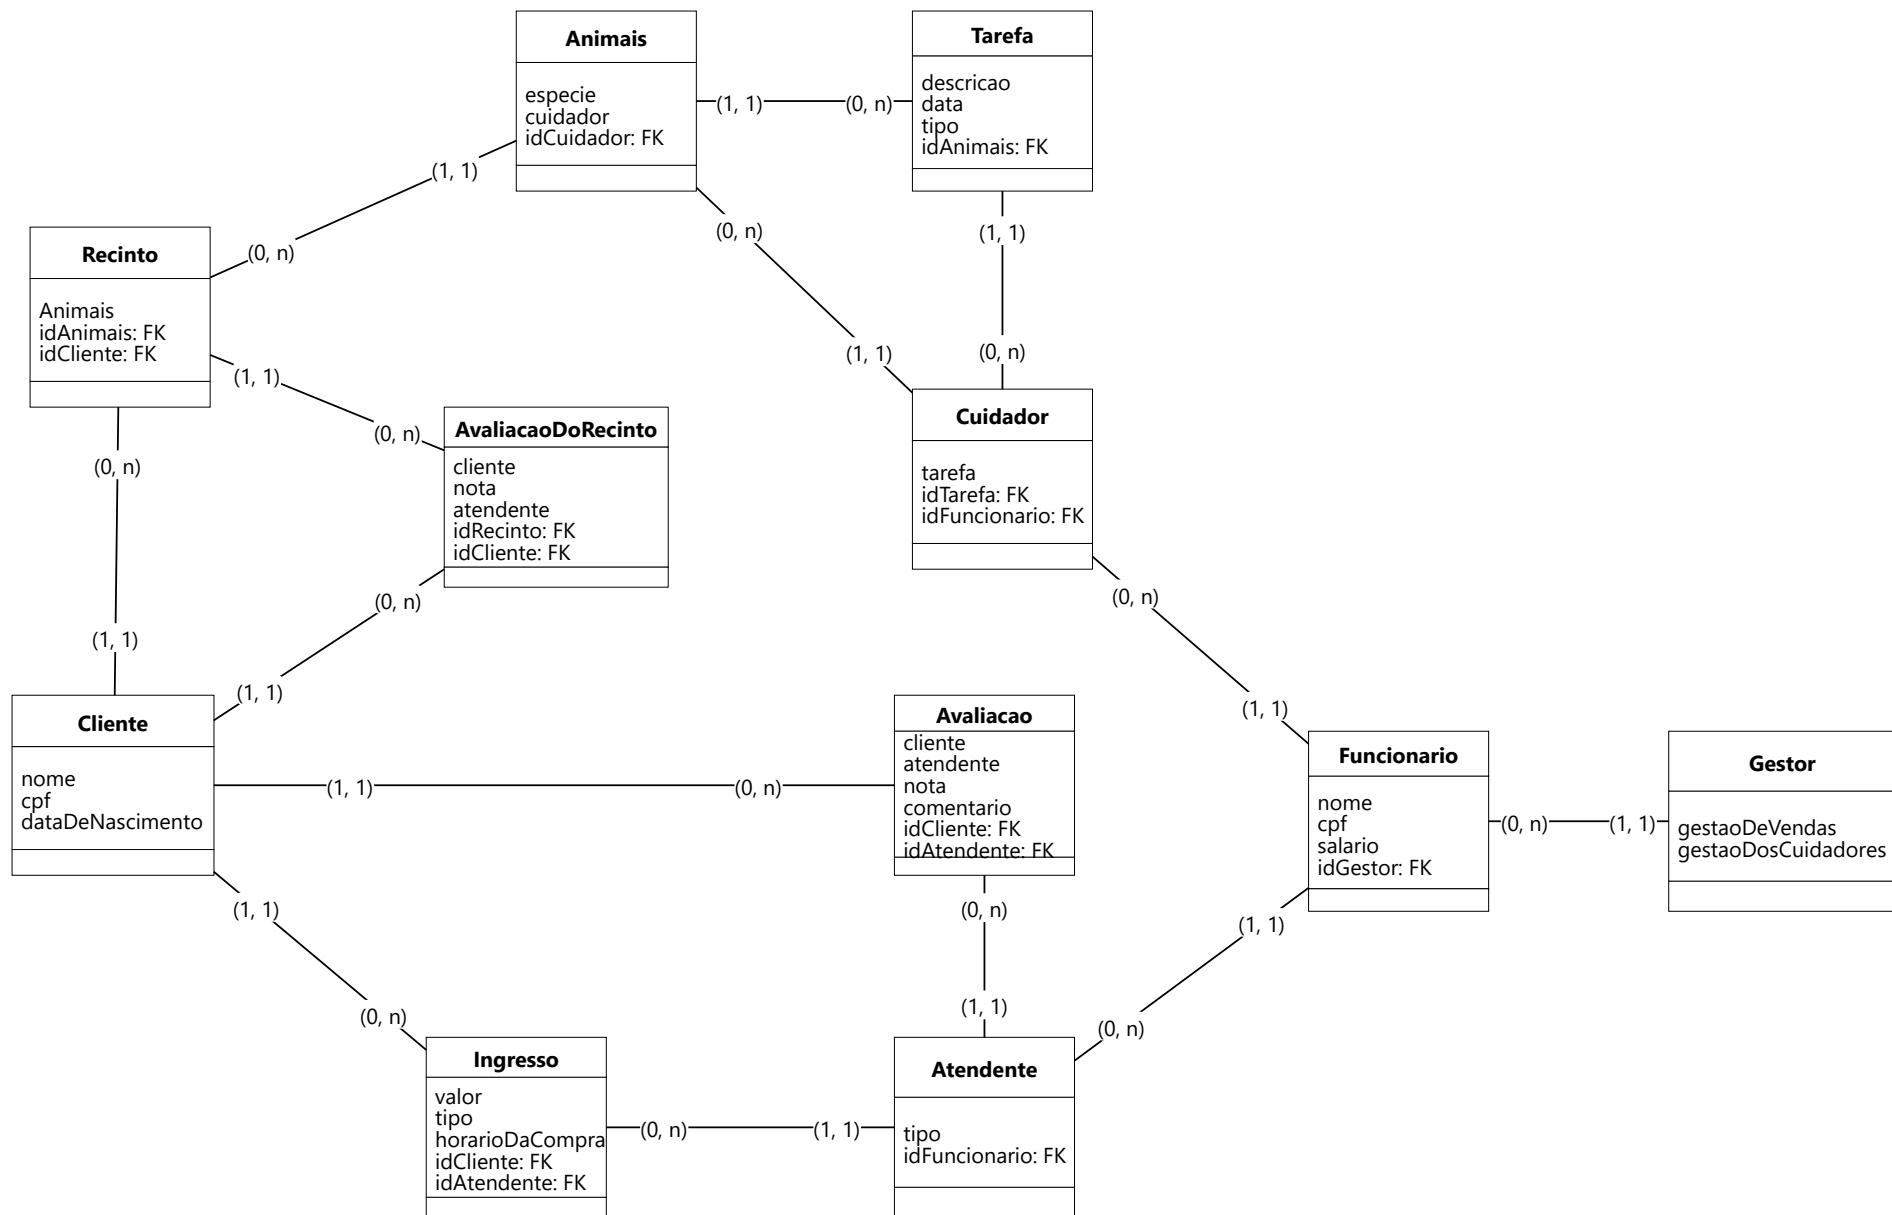 Animais
especie
cuidador
idCuidador: FK
(1, 1)
(0, n)
Tarefa
descricao
data
tipo
idAnimais: FK
(1, 1)
(0, n)
(0, n)
(1, 1)
(1, 1)
(0, n)
Recinto
Animais
idAnimais: FK
idCliente: FK
(1, 1)
(0, n)
(0, n)
(1, 1)
AvaliacaoDoRecinto
cliente
nota
atendente
idRecinto: FK
idCliente: FK
(0, n)
(1, 1)
Cuidador
tarefa
idTarefa: FK
idFuncionario: FK
(0, n)
(1, 1)
Cliente
nome
cpf
dataDeNascimento
(1, 1)
(0, n)
Avaliacao
cliente
atendente
nota
comentario
idCliente: FK
idAtendente: FK
Funcionario
nome
cpf
salario
idGestor: FK
(0, n)
(1, 1)
Gestor
gestaoDeVendas
gestaoDosCuidadores
(1, 1)
(0, n)
(0, n)
(1, 1)
(1, 1)
(0, n)
Ingresso
valor
tipo
horarioDaCompra
idCliente: FK
idAtendente: FK
(0, n)
(1, 1)
Atendente
tipo
idFuncionario: FK